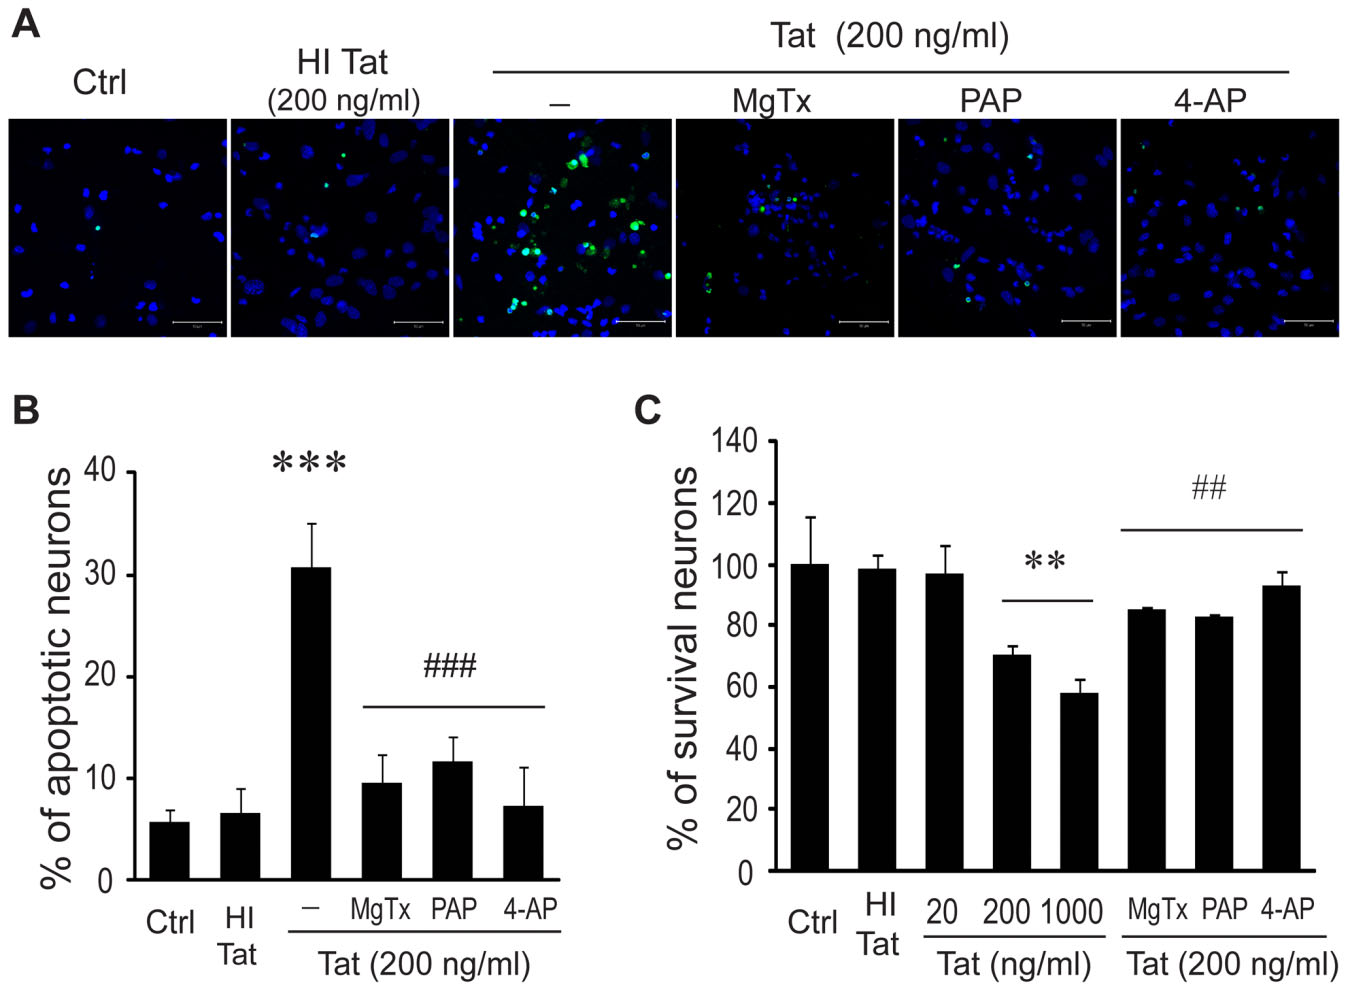 A
Ctrl
HI Tat
(200 ng/ml)
Tat (200 ng/ml)
– MgTx PAP 4-AP
B
% of apoptotic neurons
40
30
20
10
0
***
###
Ctrl
HI
Tat
– MgTx PAP 4-AP
Tat (200 ng/ml)
C
% of survival neurons
140
120
100
80
60
40
20
0
**
##
Ctrl
HI
Tat
20 200 1000
Tat (ng/ml)
MgTx PAP 4-AP
Tat (200 ng/ml)